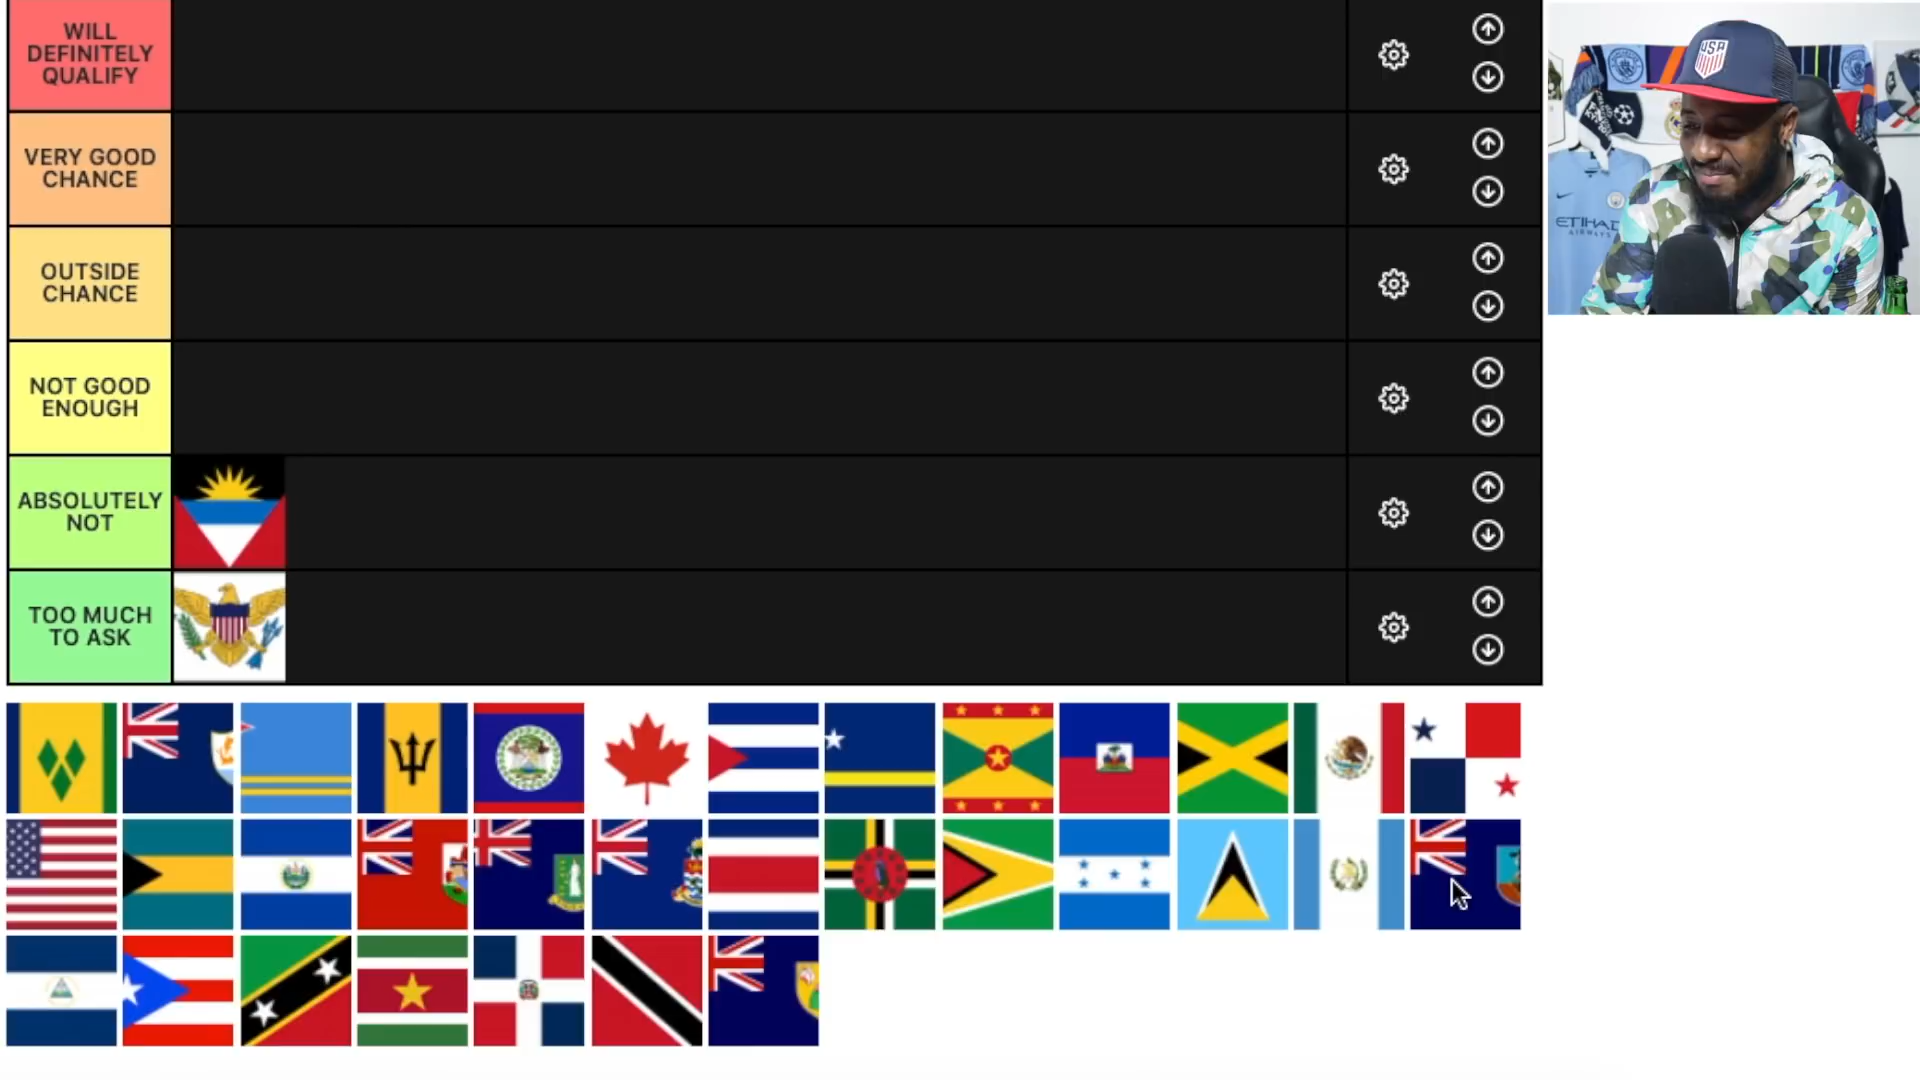 WILL
DEFINITELY
QUALIFY
VERY GOOD
CHANCE
OUTSIDE
CHANCE
NOT GOOD
ENOUGH
ABSOLUTELY
NOT
TOO MUCH
TO ASK
USA
ETIHAD
AIRWAYS